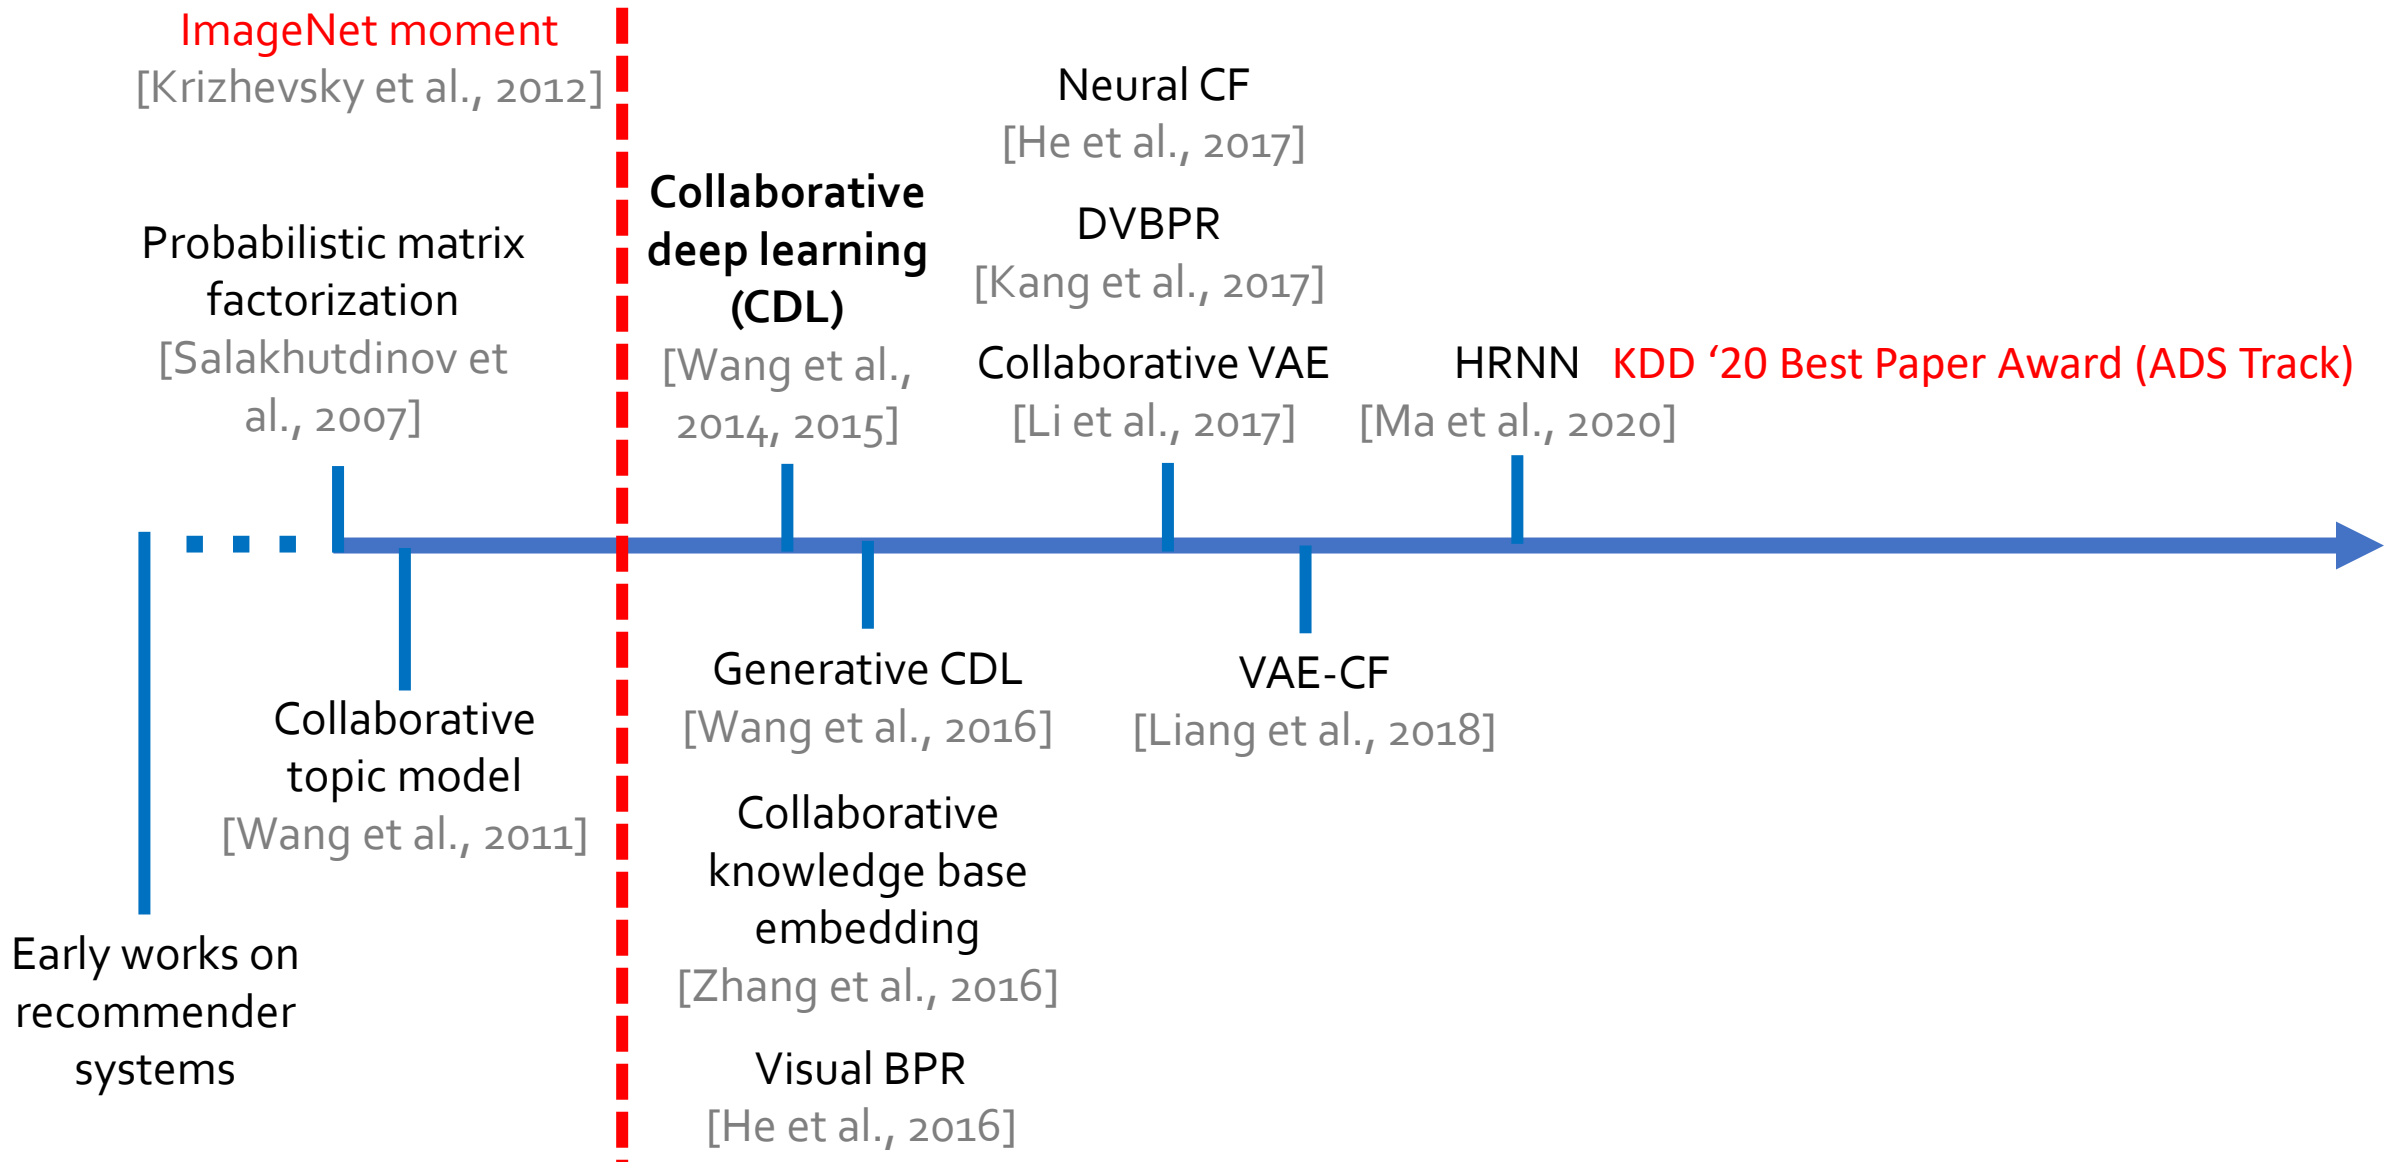 ImageNet moment
[Krizhevsky et al., 2012]
Probabilistic matrix
factorization
[Salakhutdinov et
al., 2007]
Collaborative
deep learning
(CDL)
[Wang et al.,
2014, 2015]
Neural CF
[He et al., 2017]
DVBPR
[Kang et al., 2017]
Collaborative VAE
[Li et al., 2017]
HRNN KDD ‘20 Best Paper Award (ADS Track)
[Ma et al., 2020]
Early works on
recommender
systems
Collaborative
topic model
[Wang et al., 2011]
Generative CDL
[Wang et al., 2016]
Collaborative
knowledge base
embedding
[Zhang et al., 2016]
Visual BPR
[He et al., 2016]
VAE-CF
[Liang et al., 2018]